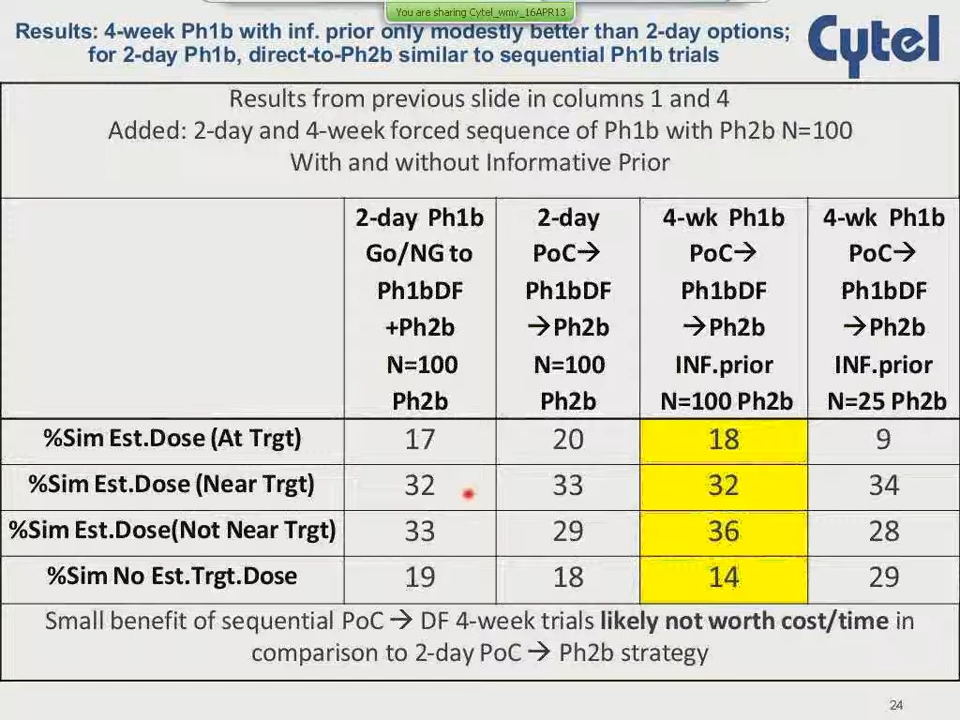 You are sharing Cytel_wmv_16APR13
Results: 4-week Ph1b with inf. prior only modestly better than 2-day options;
for 2-day Ph1b, direct-to-Ph2b similar to sequential Ph1b trials
Cytel
Results from previous slide in columns 1 and 4
Added: 2-day and 4-week forced sequence of Ph1b with Ph2b N=100
With and without Informative Prior
2-day Ph1b
Go/NG to
Ph1bDF
+Ph2b
N=100
Ph2b
2-day
PoC→
Ph1bDF
→Ph2b
N=100
Ph2b
4-wk Ph1b
PoC→
Ph1bDF
→Ph2b
INF.prior
N=100 Ph2b
4-wk Ph1b
PoC→
Ph1bDF
→Ph2b
INF.prior
N=25 Ph2b
%Sim Est.Dose (At Trgt) 17 20 18 9
%Sim Est.Dose (Near Trgt) 32 33 32 34
%Sim Est.Dose(Not Near Trgt) 33 29 36 28
%Sim No Est.Trgt.Dose 19 18 14 29
Small benefit of sequential PoC → DF 4-week trials likely not worth cost/time in
comparison to 2-day PoC → Ph2b strategy
24